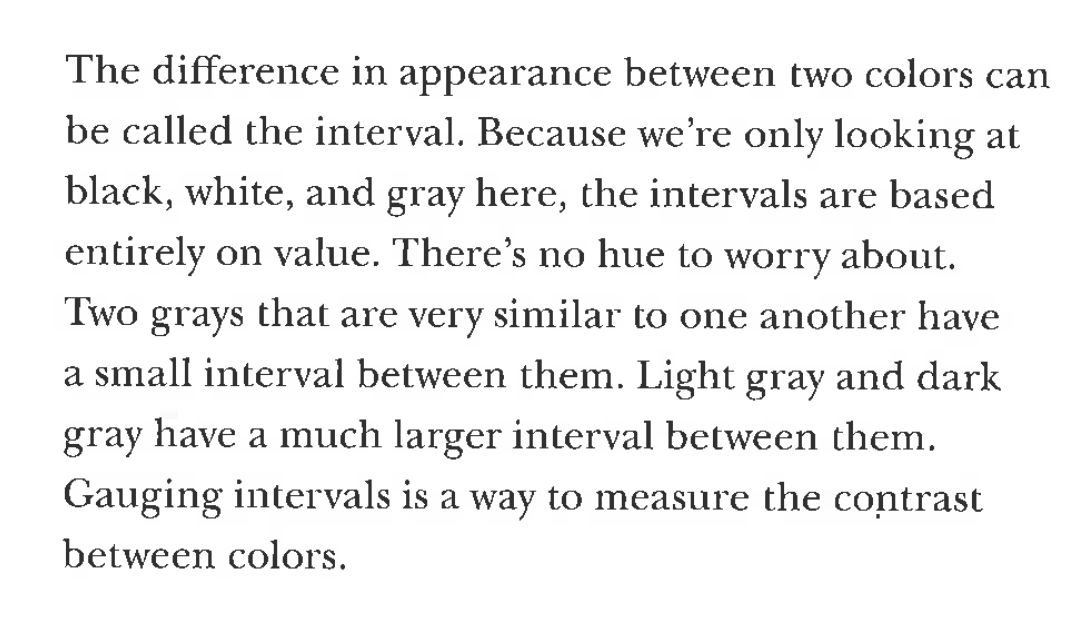 The difference in appearance between two colors can
be called the interval. Because we’re only looking at
black, white, and gray here, the intervals are based
entirely on value. There’s no hue to worry about.
Two grays that are very similar to one another have
a small interval between them. Light gray and dark
gray have a much larger interval between them.
Gauging intervals is a way to measure the contrast
between colors.